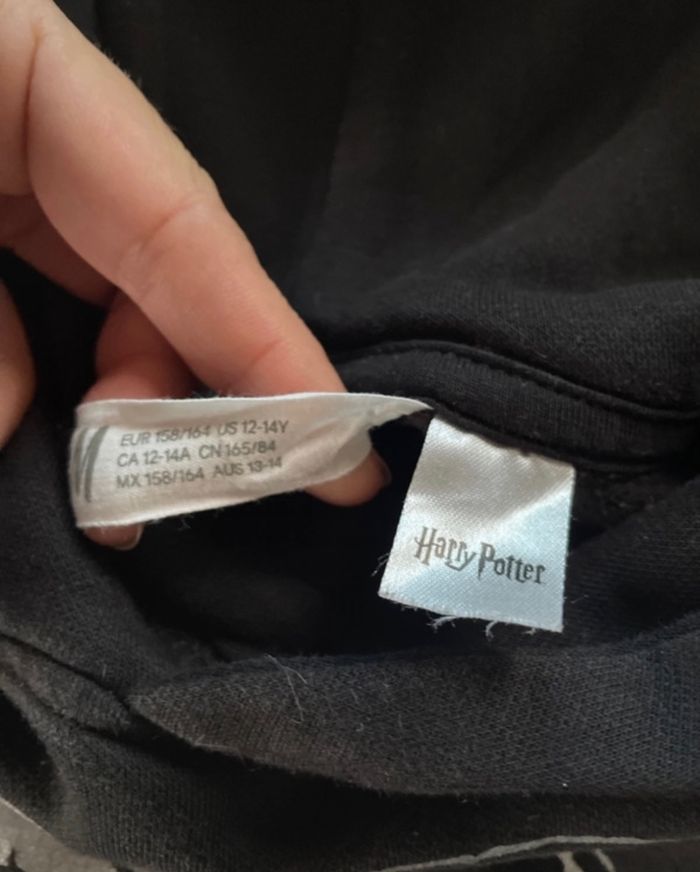 EUR 158/164 US 12-14Y
CA 12-14A CN 165/84
MX 158/164 AUS 13-14
Harry Potter